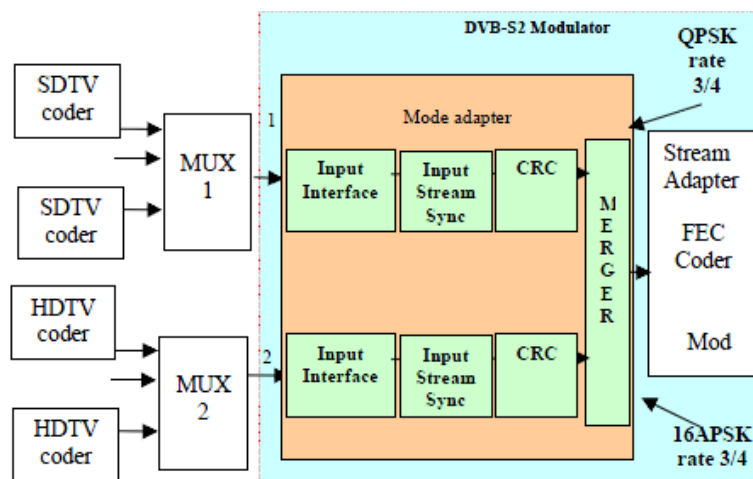 DVB-S2 Modulator
QPSK
rate
3/4
SDTV
coder
MUX
1
SDTV
coder
1
Mode adapter
Input
Interface
Input
Stream
Sync
CRC
M
E
R
G
E
R
Stream
Adapter
FEC
Coder
Mod
HDTV
coder
MUX
2
HDTV
coder
2
Input
Interface
Input
Stream
Sync
CRC
16APSK
rate 3/4